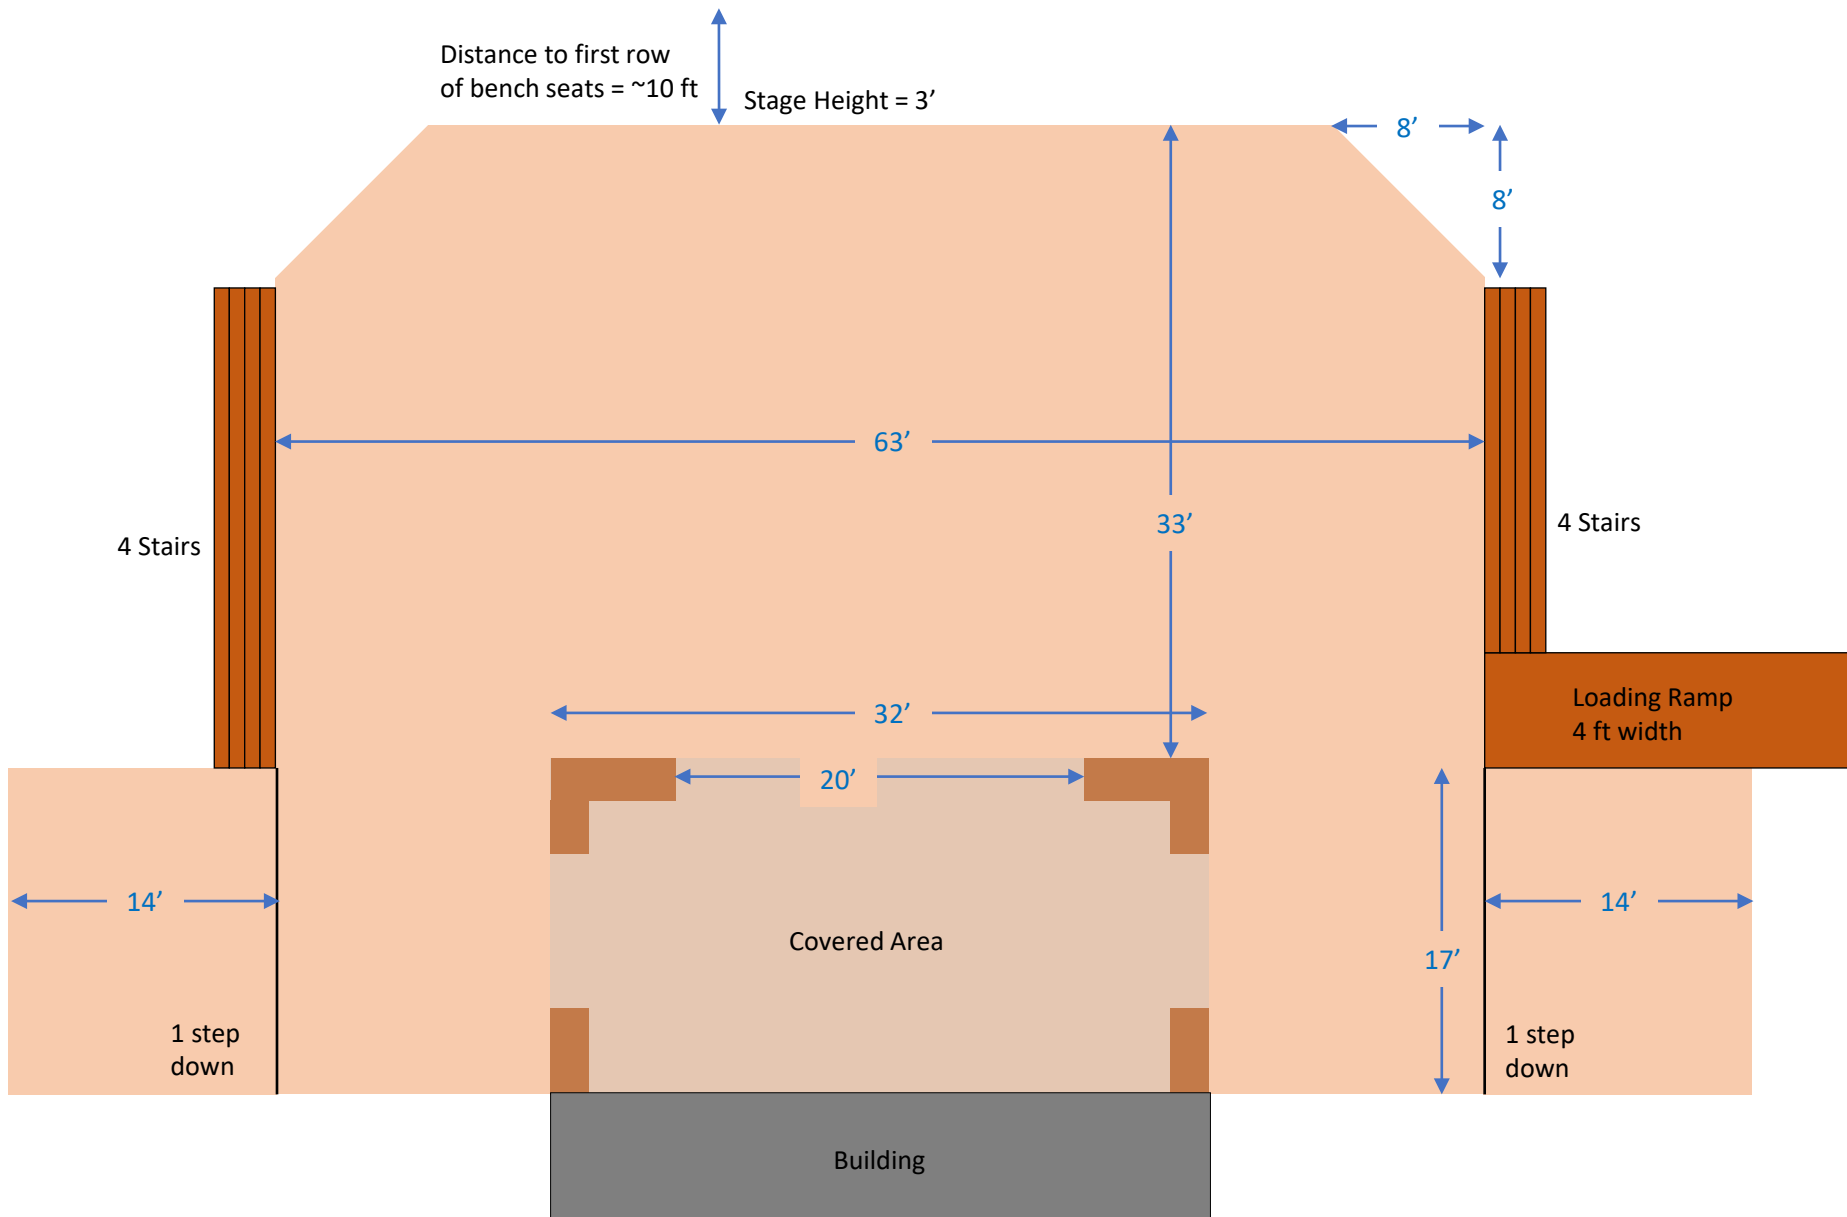 Distance to first row
of bench seats = ~10 ft
Stage Height = 3’
8’
8’
63’
33’
4 Stairs
4 Stairs
32’
Loading Ramp
4 ft width
20’
14’
14’
Covered Area
17’
1 step
down
1 step
down
Building